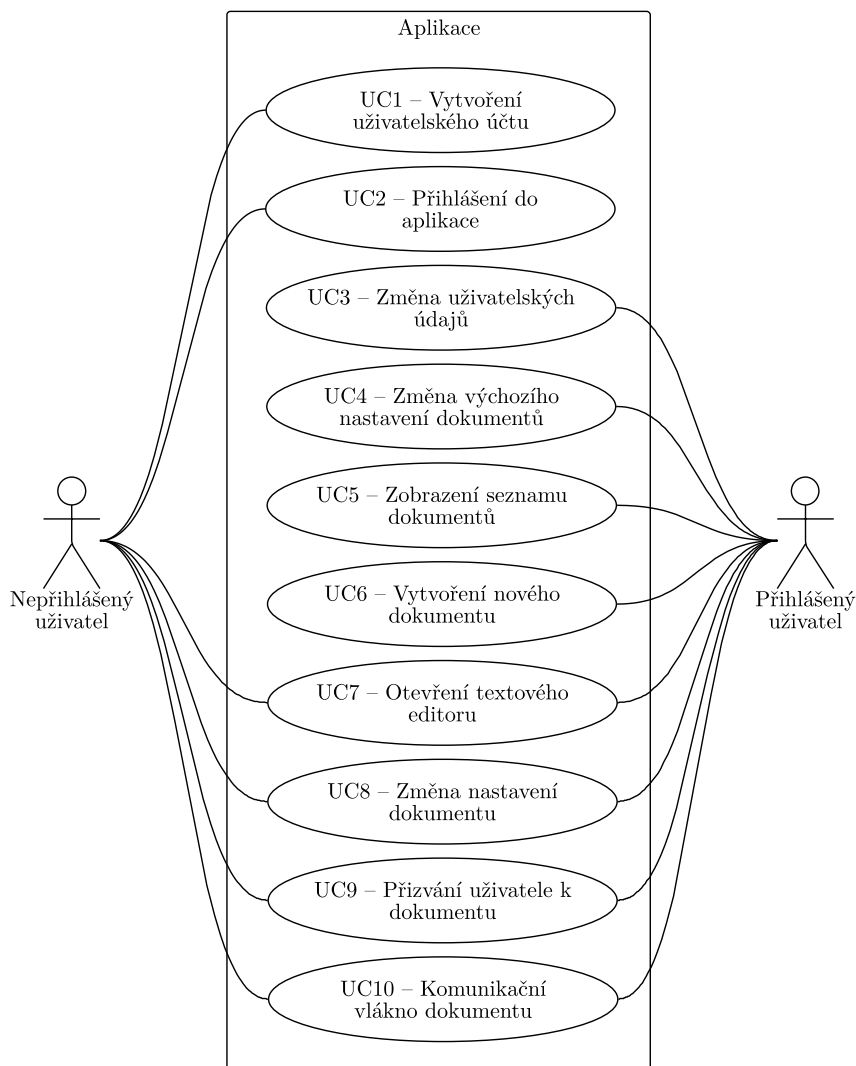 Aplikace
UC1 – Vytvoření
uživatelského účtu
UC2 – Přihlášení do
aplikace
UC3 – Změna uživatelských
údajů
UC4 – Změna výchozího
nastavení dokumentů
UC5 – Zobrazení seznamu
dokumentů
UC6 – Vytvoření nového
dokumentu
Nepřihlášený
uživatel
Přihlášený
uživatel
UC7 – Otevření textového
editoru
UC8 – Změna nastavení
dokumentu
UC9 – Přizvání uživatele k
dokumentu
UC10 – Komunikační
vlákno dokumentu